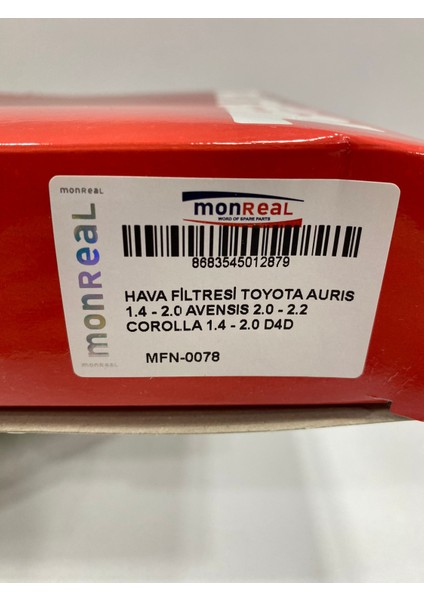 monReaL
monReaL
WORLD OF SPARE PARTS
monReaL
8683545012879
HAVA FİLTRESİ TOYOTA AURIS
1.4 - 2.0 AVENSIS 2.0 - 2.2
COROLLA 1.4 - 2.0 D4D
MFN-0078
monReaL